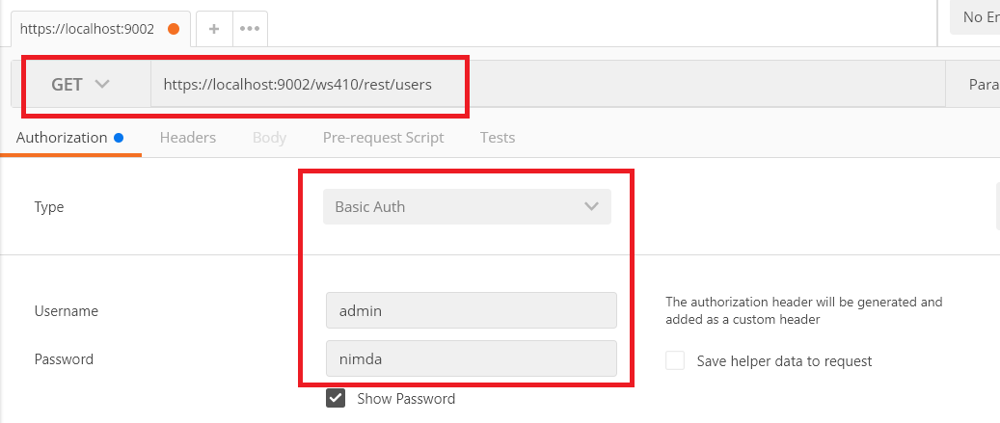 https://localhost:9002 + •••
No Er
GET https://localhost:9002/ws410/rest/users Para
Authorization Headers Body Pre-request Script Tests
Type Basic Auth
Username admin The authorization header will be generated and
added as a custom header
Password nimda Save helper data to request
Show Password